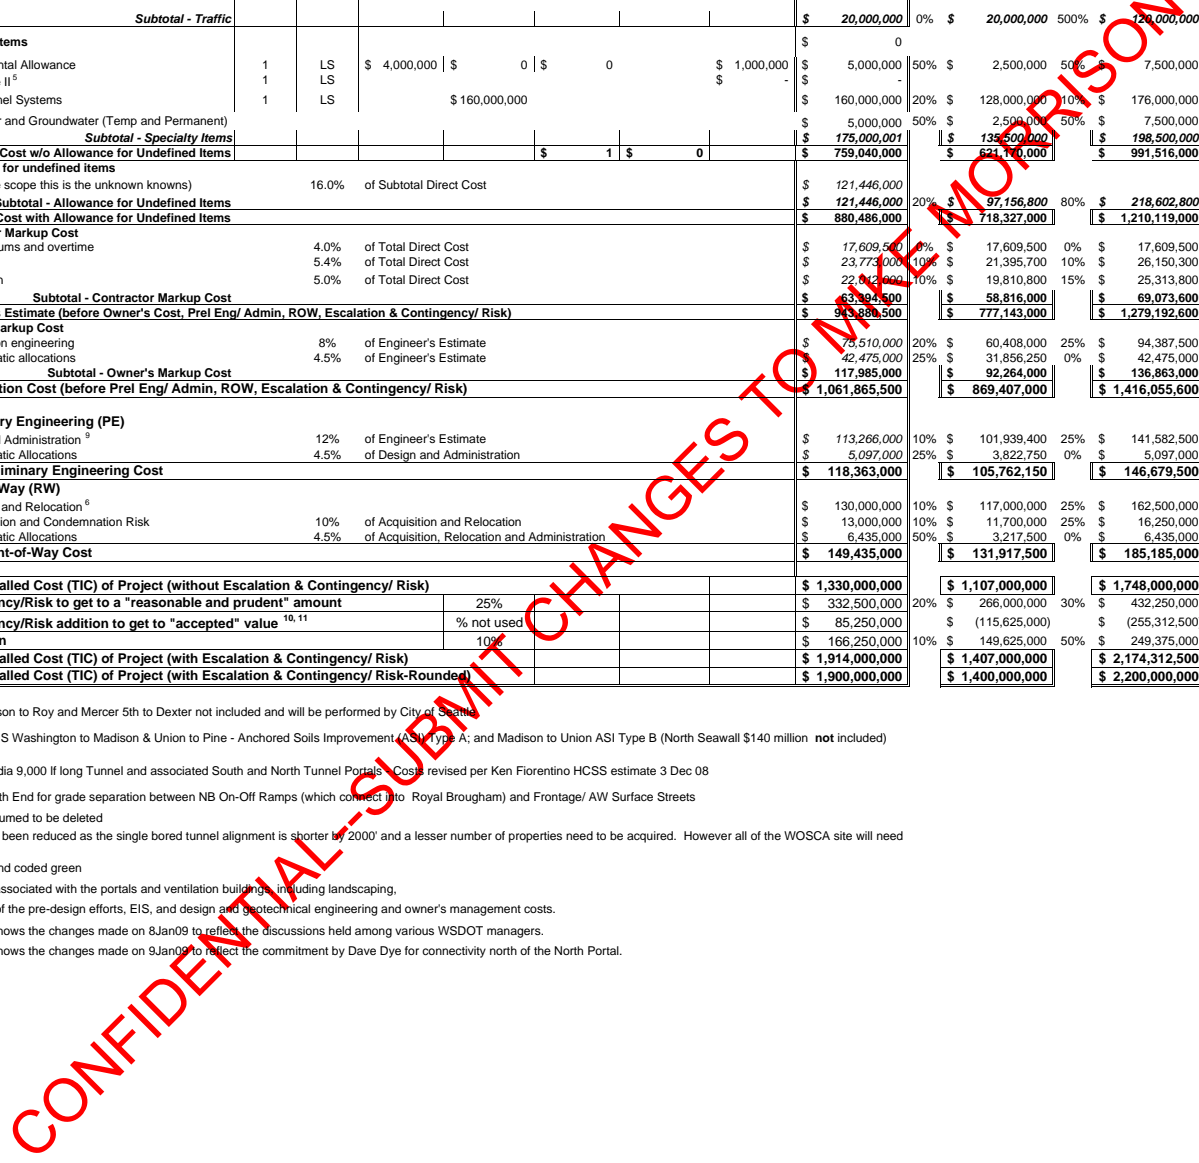 Subtotal - Traffic $ 20,000,000 0% $ 20,000,000 500% $ 120,000,000
tems $ 0
ntal Allowance 1 LS $ 4,000,000 $ 0 $ 0 $ 1,000,000 $ 5,000,000 50% $ 2,500,000 50% $ 7,500,000
e II 5 1 LS $ - $ -
nel Systems 1 LS $ 160,000,000 $ 160,000,000 20% $ 128,000,000 10% $ 176,000,000
r and Groundwater (Temp and Permanent) $ 5,000,000 50% $ 2,500,000 50% $ 7,500,000
Subtotal - Specialty Items $ 175,000,001 $ 135,500,000 $ 198,500,000
Cost w/o Allowance for Undefined Items $ 1 $ 0 $ 759,040,000 $ 621,170,000 $ 991,516,000
for undefined items
e scope this is the unknown knowns) 16.0% of Subtotal Direct Cost $ 121,446,000
Subtotal - Allowance for Undefined Items $ 121,446,000 20% $ 97,156,800 80% $ 218,602,800
Cost with Allowance for Undefined Items $ 880,486,000 $ 718,327,000 $ 1,210,119,000
r Markup Cost
ums and overtime 4.0% of Total Direct Cost $ 17,609,500 0% $ 17,609,500 0% $ 17,609,500
5.4% of Total Direct Cost $ 23,773,000 10% $ 21,395,700 10% $ 26,150,300
n 5.0% of Total Direct Cost $ 22,012,000 10% $ 19,810,800 15% $ 25,313,800
Subtotal - Contractor Markup Cost $ 63,394,500 $ 58,816,000 $ 69,073,600
s Estimate (before Owner's Cost, Prel Eng/ Admin, ROW, Escalation & Contingency/ Risk) $ 943,880,500 $ 777,143,000 $ 1,279,192,600
Markup Cost
on engineering 8% of Engineer's Estimate $ 75,510,000 20% $ 60,408,000 25% $ 94,387,500
atic allocations 4.5% of Engineer's Estimate $ 42,475,000 25% $ 31,856,250 0% $ 42,475,000
Subtotal - Owner's Markup Cost $ 117,985,000 $ 92,264,000 $ 136,863,000
tion Cost (before Prel Eng/ Admin, ROW, Escalation & Contingency/ Risk) $ 1,061,865,500 $ 869,407,000 $ 1,416,055,600
ry Engineering (PE)
d Administration 9 12% of Engineer's Estimate $ 113,266,000 10% $ 101,939,400 25% $ 141,582,500
atic Allocations 4.5% of Design and Administration $ 5,097,000 25% $ 3,822,750 0% $ 5,097,000
liminary Engineering Cost $ 118,363,000 $ 105,762,150 $ 146,679,500
Way (RW)
and Relocation 6 $ 130,000,000 10% $ 117,000,000 25% $ 162,500,000
ion and Condemnation Risk 10% of Acquisition and Relocation $ 13,000,000 10% $ 11,700,000 25% $ 16,250,000
atic Allocations 4.5% of Acquisition, Relocation and Administration $ 6,435,000 50% $ 3,217,500 0% $ 6,435,000
nt-of-Way Cost $ 149,435,000 $ 131,917,500 $ 185,185,000
alled Cost (TIC) of Project (without Escalation & Contingency/ Risk) $ 1,330,000,000 $ 1,107,000,000 $ 1,748,000,000
ncy/Risk to get to a "reasonable and prudent" amount 25% $ 332,500,000 20% $ 266,000,000 30% $ 432,250,000
ncy/Risk addition to get to "accepted" value 10, 11 % not used $ 85,250,000 $ (115,625,000) $ (255,312,500)
n 10% $ 166,250,000 10% $ 149,625,000 50% $ 249,375,000
alled Cost (TIC) of Project (with Escalation & Contingency/ Risk) $ 1,914,000,000 $ 1,407,000,000 $ 2,174,312,500
alled Cost (TIC) of Project (with Escalation & Contingency/ Risk-Rounded) $ 1,900,000,000 $ 1,400,000,000 $ 2,200,000,000
son to Roy and Mercer 5th to Dexter not included and will be performed by City of Seattle
S Washington to Madison & Union to Pine - Anchored Soils Improvement (ASI) Type A; and Madison to Union ASI Type B (North Seawall $140 million not included)
dia 9,000 lf long Tunnel and associated South and North Tunnel Portals - Costs revised per Ken Fiorentino HCSS estimate 3 Dec 08
th End for grade separation between NB On-Off Ramps (which connect into Royal Brougham) and Frontage/ AW Surface Streets
umed to be deleted
been reduced as the single bored tunnel alignment is shorter by 2000' and a lesser number of properties need to be acquired. However all of the WOSCA site will need
nd coded green
associated with the portals and ventilation buildings, including landscaping,
of the pre-design efforts, EIS, and design and geotechnical engineering and owner's management costs.
hows the changes made on 8Jan09 to reflect the discussions held among various WSDOT managers.
hows the changes made on 9Jan09 to reflect the commitment by Dave Dye for connectivity north of the North Portal.
CONFIDENTIAL--SUBMIT CHANGES TO MIKE MORRISON